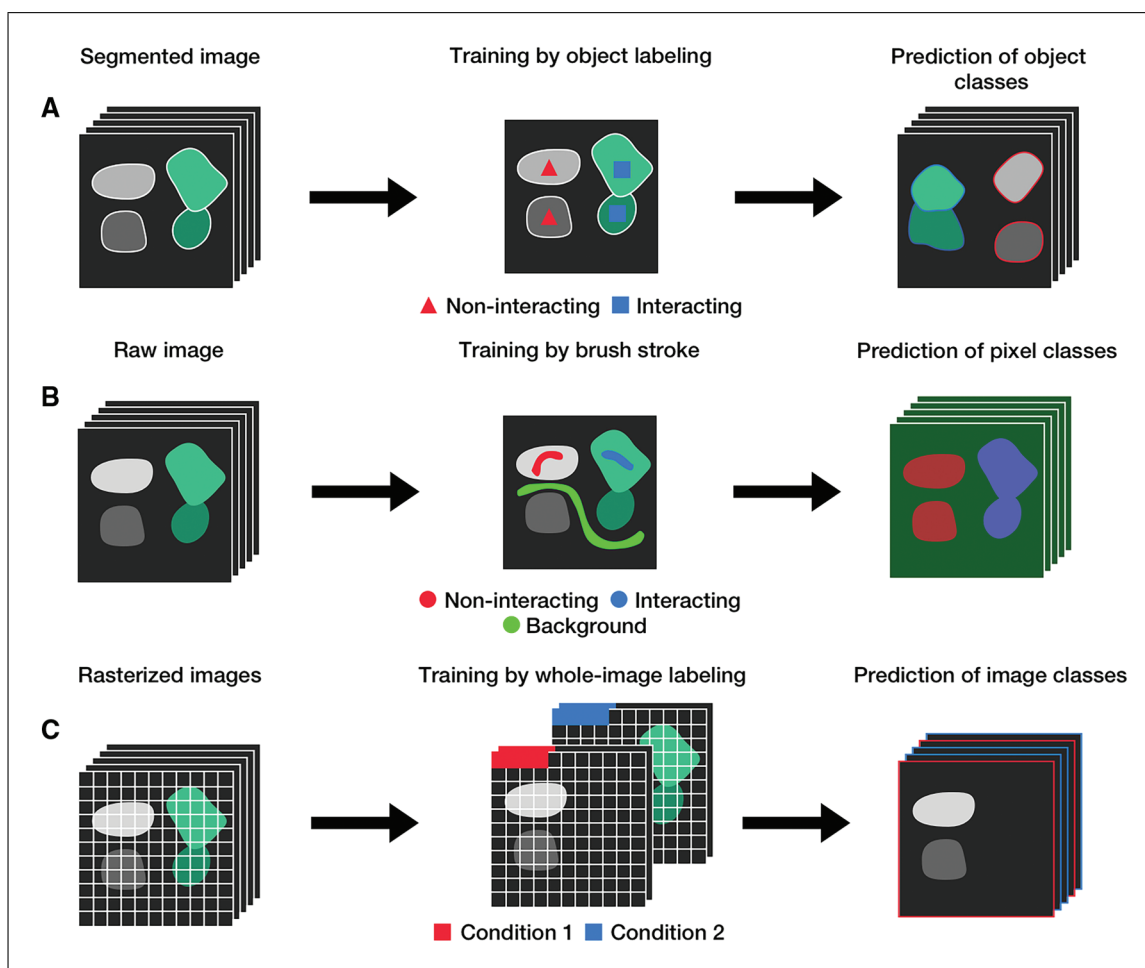 Segmented image
Training by object labeling
Prediction of object
classes
A
Non-interacting
Interacting
Raw image
Training by brush stroke
Prediction of pixel classes
B
Non-interacting
Interacting
Background
Rasterized images
Training by whole-image labeling
Prediction of image classes
C
Condition 1
Condition 2